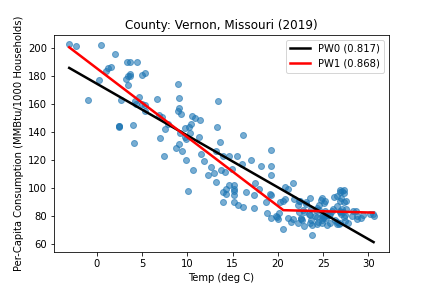 County: Vernon, Missouri (2019)
PW0 (0.817)
PW1 (0.868)
Per-Capita Consumption (MMBtu/1000 Households)
200
180
160
140
120
100
80
60
0 5 10 15 20 25 30
Temp (deg C)